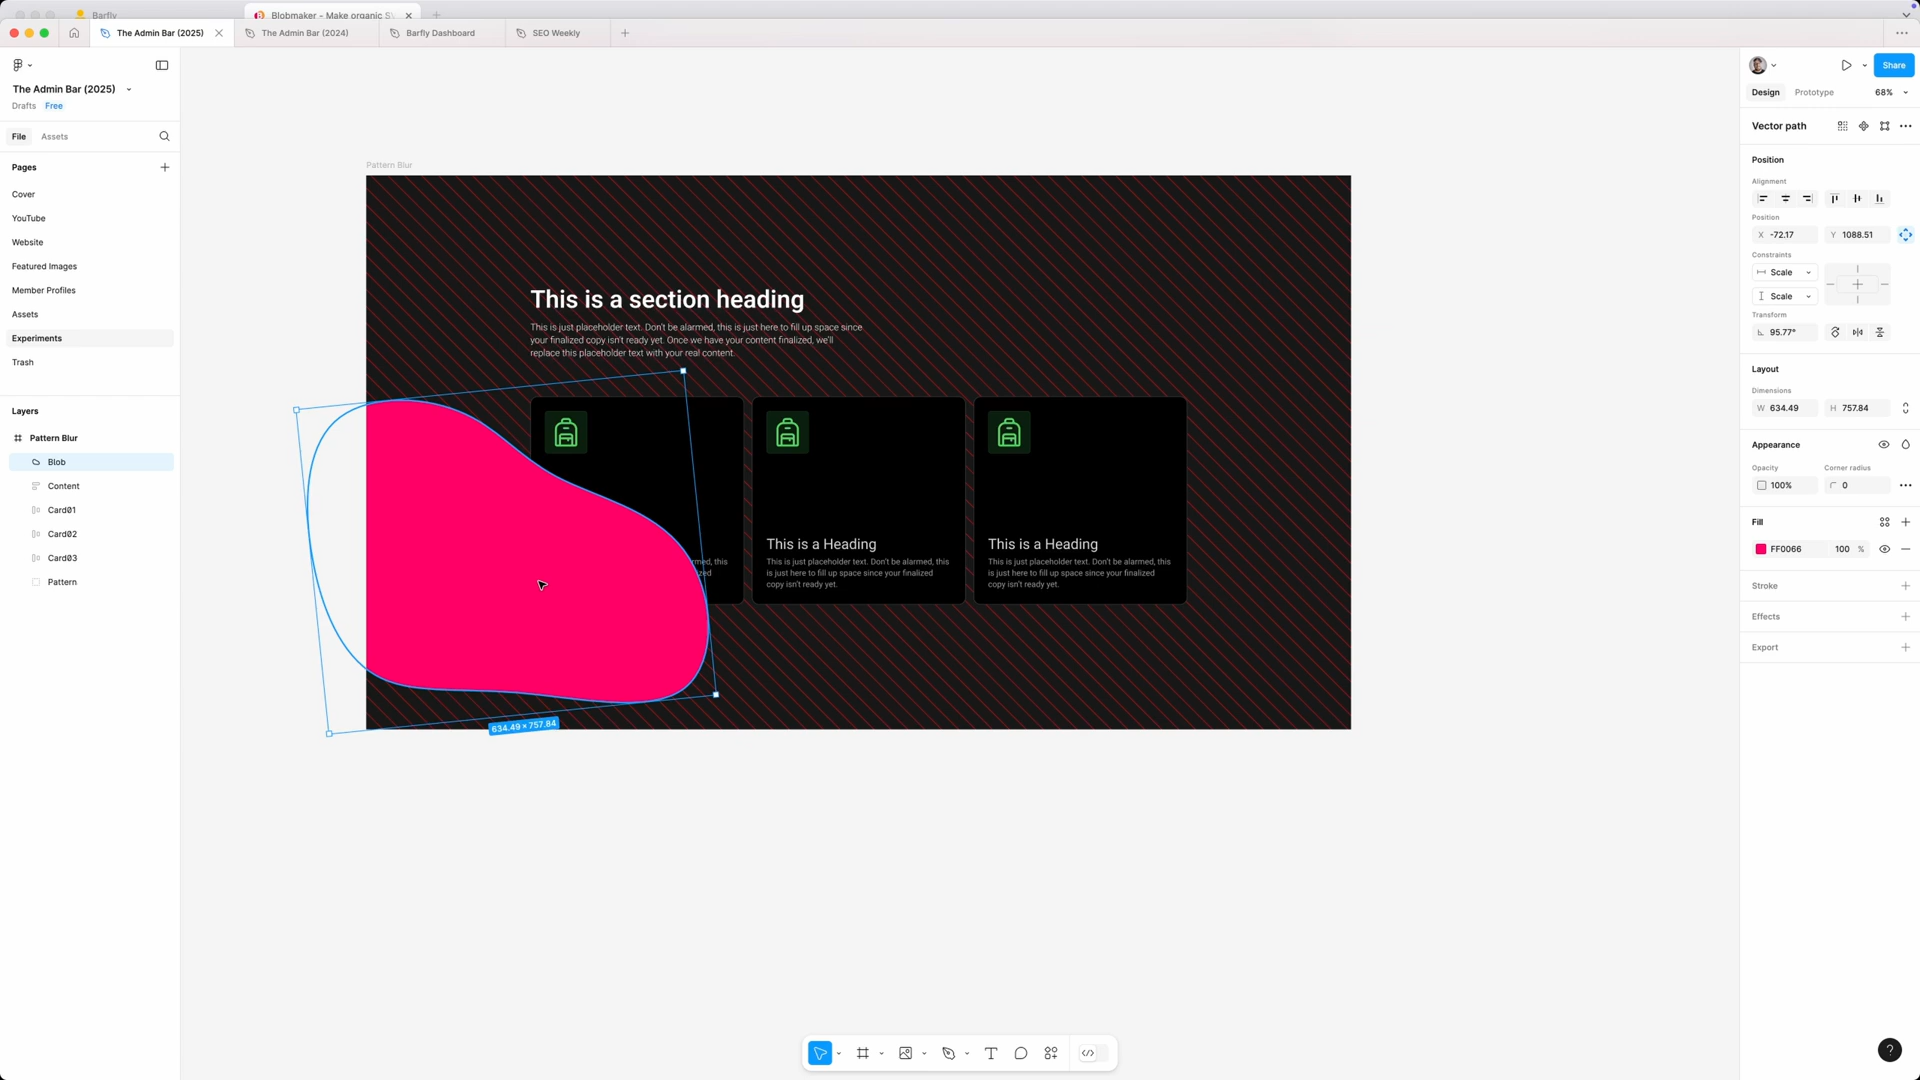 Barfly
Blobmaker - Make organic SV
The Admin Bar (2025)
The Admin Bar (2024)
Barfly Dashboard
SEO Weekly
The Admin Bar (2025)
Drafts
Free
File
Assets
Pages
Cover
YouTube
Website
Featured Images
Member Profiles
Assets
Experiments
Trash
Layers
Pattern Blur
Blob
Content
Card01
Card02
Card03
Pattern
Pattern Blur
This is a section heading
This is just placeholder text. Don't be alarmed, this is just here to fill up space since
your finalized copy isn't ready yet. Once we have your content finalized, we'll
replace this placeholder text with your real content.
med, this
zed
This is a Heading
This is just placeholder text. Don't be alarmed, this
is just here to fill up space since your finalized
copy isn't ready yet.
This is a Heading
This is just placeholder text. Don't be alarmed, this
is just here to fill up space since your finalized
copy isn't ready yet.
634.49 × 757.84
Share
Design
Prototype
68%
Vector path
Position
Alignment
Position
X -72.17
Y 1088.51
Constraints
Scale
Scale
Transform
95.77°
Layout
Dimensions
W 634.49
H 757.84
Appearance
Opacity
Corner radius
100%
0
Fill
FF0066
100 %
Stroke
Effects
Export
?